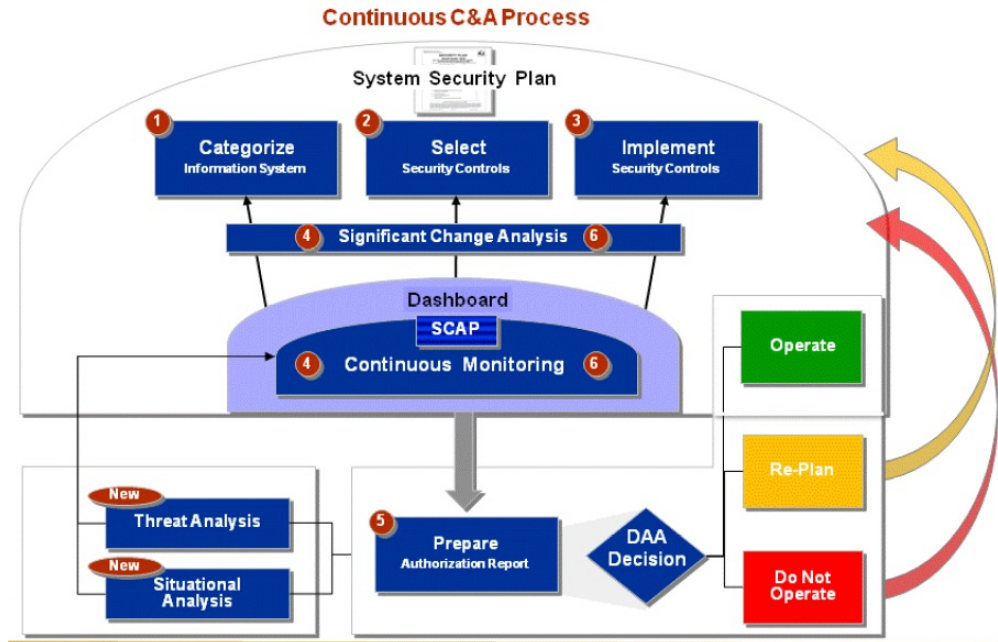 Continuous C&A Process
System Security Plan
1
Categorize
Information System
2
Select
Security Controls
3
Implement
Security Controls
4 Significant Change Analysis 6
Dashboard
SCAP
4 Continuous Monitoring 6
Operate
Re-Plan
Do Not
Operate
New
Threat Analysis
New
Situational
Analysis
5
Prepare
Authorization Report
DAA
Decision